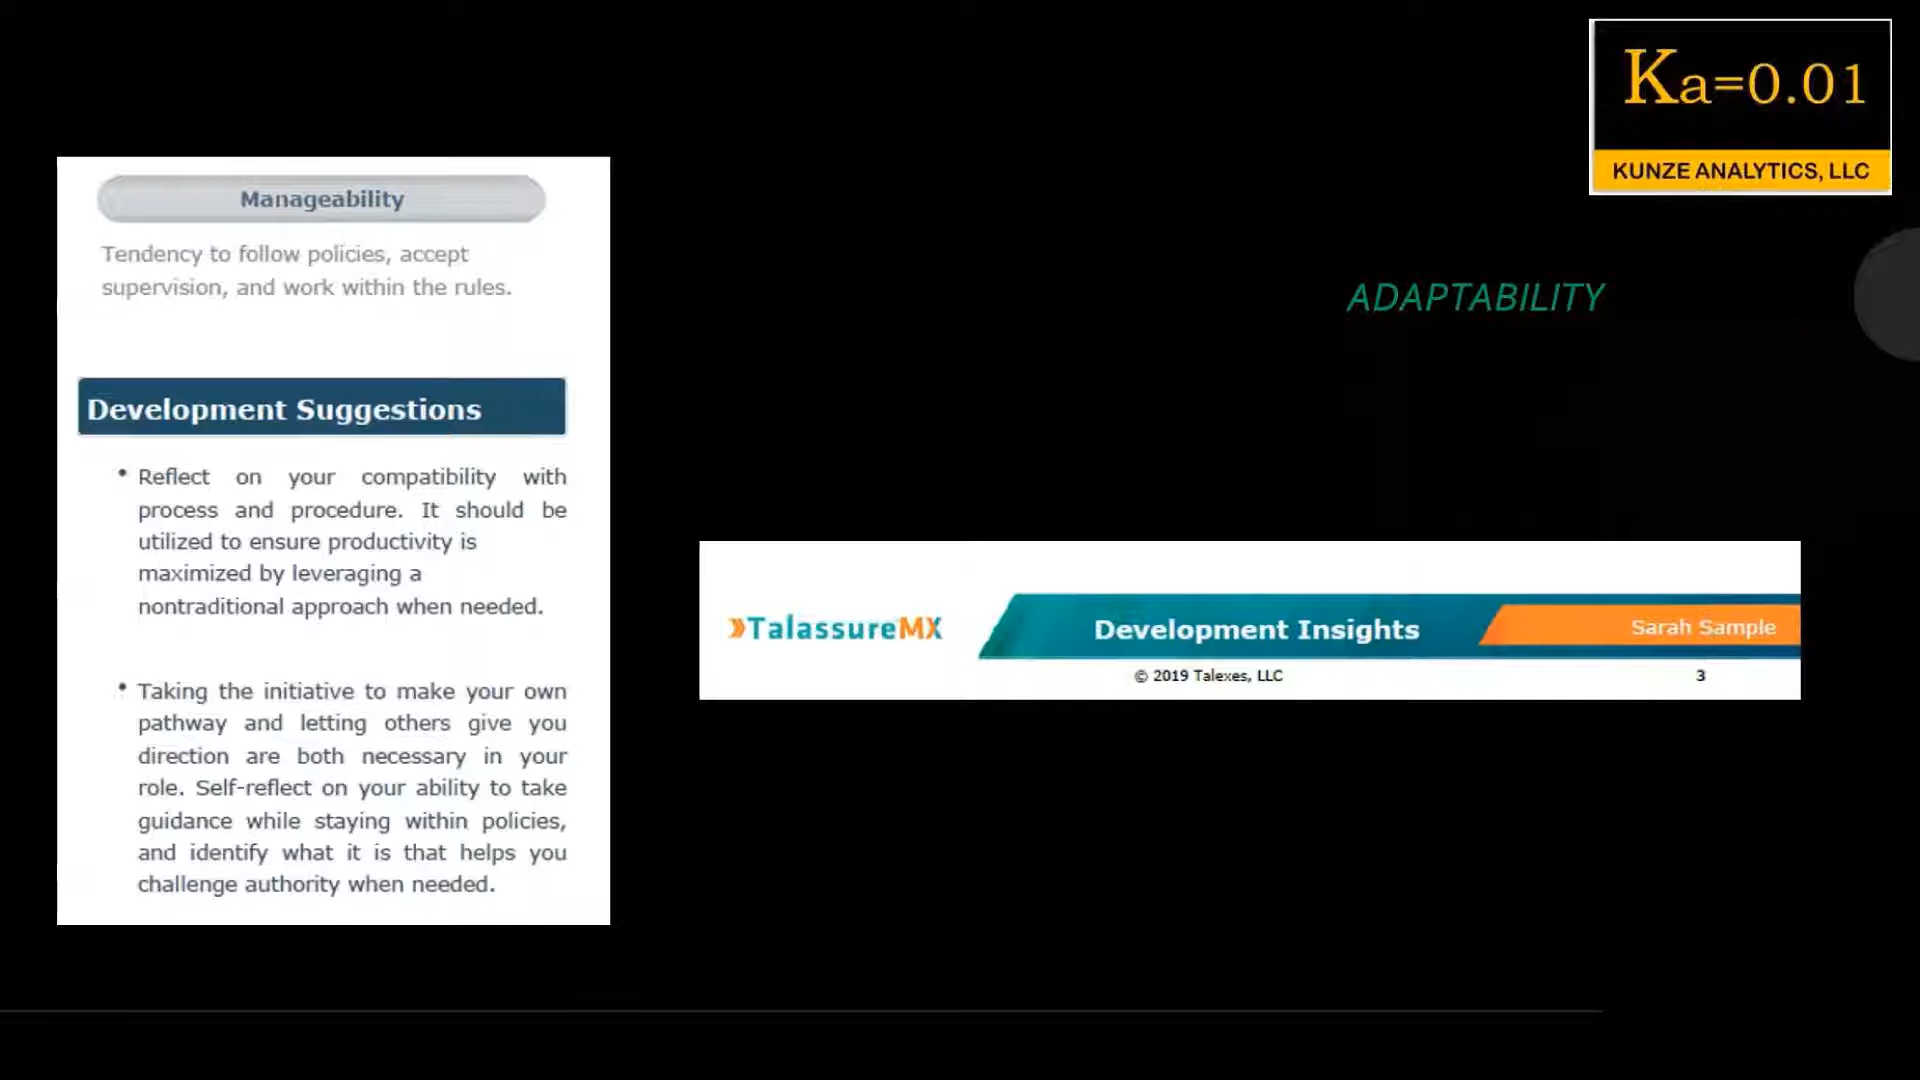 Ka=0.01
KUNZE ANALYTICS, LLC
Manageability
Tendency to follow policies, accept
supervision, and work within the rules.
ADAPTABILITY
Development Suggestions
• Reflect on your compatibility with
process and procedure. It should be
utilized to ensure productivity is
maximized by leveraging a
nontraditional approach when needed.
• Taking the initiative to make your own
pathway and letting others give you
direction are both necessary in your
role. Self-reflect on your ability to take
guidance while staying within policies,
and identify what it is that helps you
challenge authority when needed.
TalassureMX
Development Insights
Sarah Sample
© 2019 Talexes, LLC
3